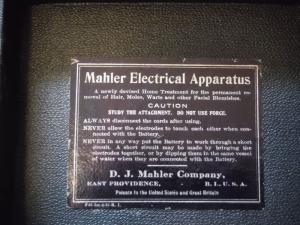 Mahler Electrical Apparatus
A newly devised Home Treatment for the permanent re-
moval of Hair, Moles, Warts and other Facial Blemishes.
CAUTION
STUDY THE ATTACHMENT. DO NOT USE FORCE.
ALWAYS disconnect the cords after using.
NEVER allow the electrodes to touch each other when con-
nected with the Battery.
NEVER in any way put the Battery to work through a short
circuit. A short circuit may be made by bringing the
electrodes together, or by dipping them in the same vessel
of water when they are connected with the Battery.
D. J. Mahler Company,
EAST PROVIDENCE, R. I., U. S. A.
Patents in the United States and Great Britain